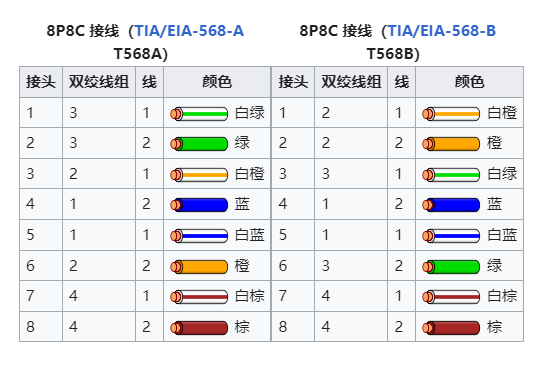 8P8C 接线（TIA/EIA-568-A
T568A)
接头 双绞线组 线 颜色
1 3 1 白绿
2 3 2 绿
3 2 1 白橙
4 1 2 蓝
5 1 1 白蓝
6 2 2 橙
7 4 1 白棕
8 4 2 棕
8P8C 接线（TIA/EIA-568-B
T568B)
接头 双绞线组 线 颜色
1 2 1 白橙
2 2 2 橙
3 3 1 白绿
4 1 2 蓝
5 1 1 白蓝
6 3 2 绿
7 4 1 白棕
8 4 2 棕